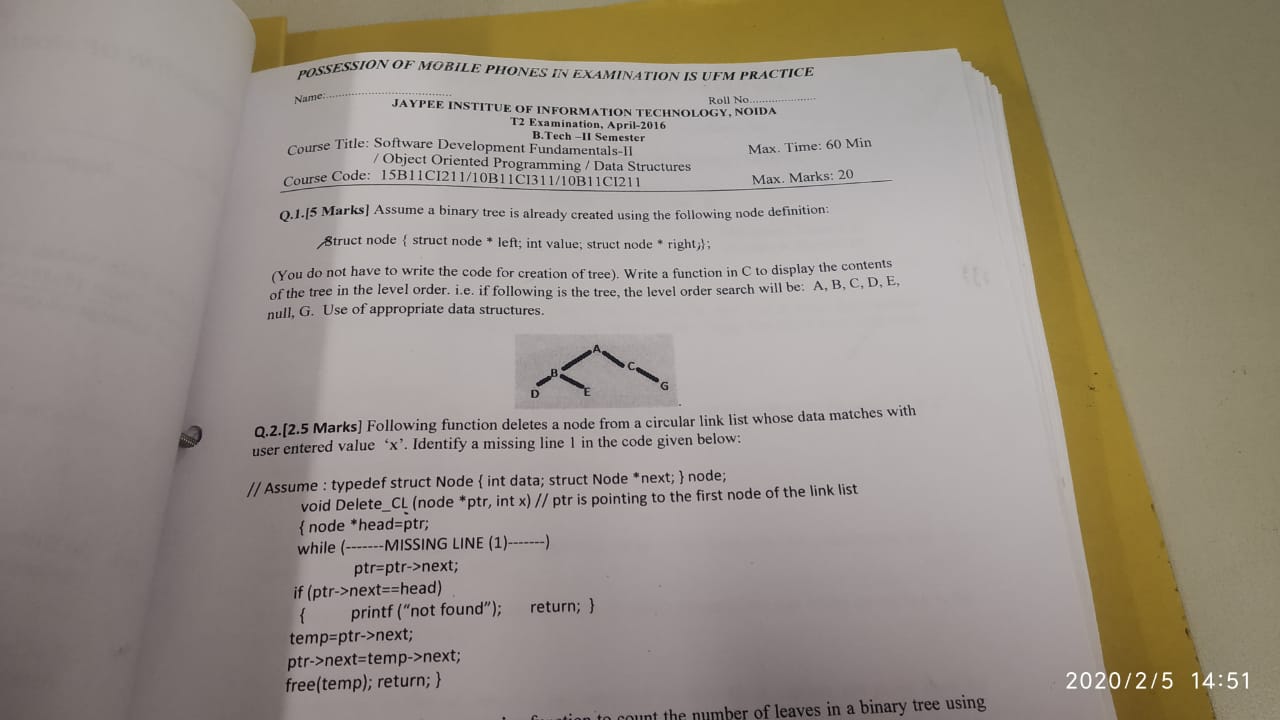 POSSESSION OF MOBILE PHONES IN EXAMINATION IS UFM PRACTICE
Name:.......................................... Roll No.....................
JAYPEE INSTITUE OF INFORMATION TECHNOLOGY, NOIDA
T2 Examination, April-2016
B.Tech –II Semester
Course Title: Software Development Fundamentals-II Max. Time: 60 Min
/ Object Oriented Programming / Data Structures
Course Code: 15B11CI211/10B11CI311/10B11CI211 Max. Marks: 20
Q.1.[5 Marks] Assume a binary tree is already created using the following node definition:
Struct node { struct node * left; int value; struct node * right;};
(You do not have to write the code for creation of tree). Write a function in C to display the contents
of the tree in the level order. i.e. if following is the tree, the level order search will be: A, B, C, D, E,
null, G. Use of appropriate data structures.
A
B C
D E G
Q.2.[2.5 Marks] Following function deletes a node from a circular link list whose data matches with
user entered value ‘x’. Identify a missing line 1 in the code given below:
// Assume : typedef struct Node { int data; struct Node *next; } node;
void Delete_CL (node *ptr, int x) // ptr is pointing to the first node of the link list
{ node *head=ptr;
while (-------MISSING LINE (1)-------)
ptr=ptr->next;
if (ptr->next==head)
{ printf (“not found”); return; }
temp=ptr->next;
ptr->next=temp->next;
free(temp); return; }
function to count the number of leaves in a binary tree using
2020/2/5 14:51